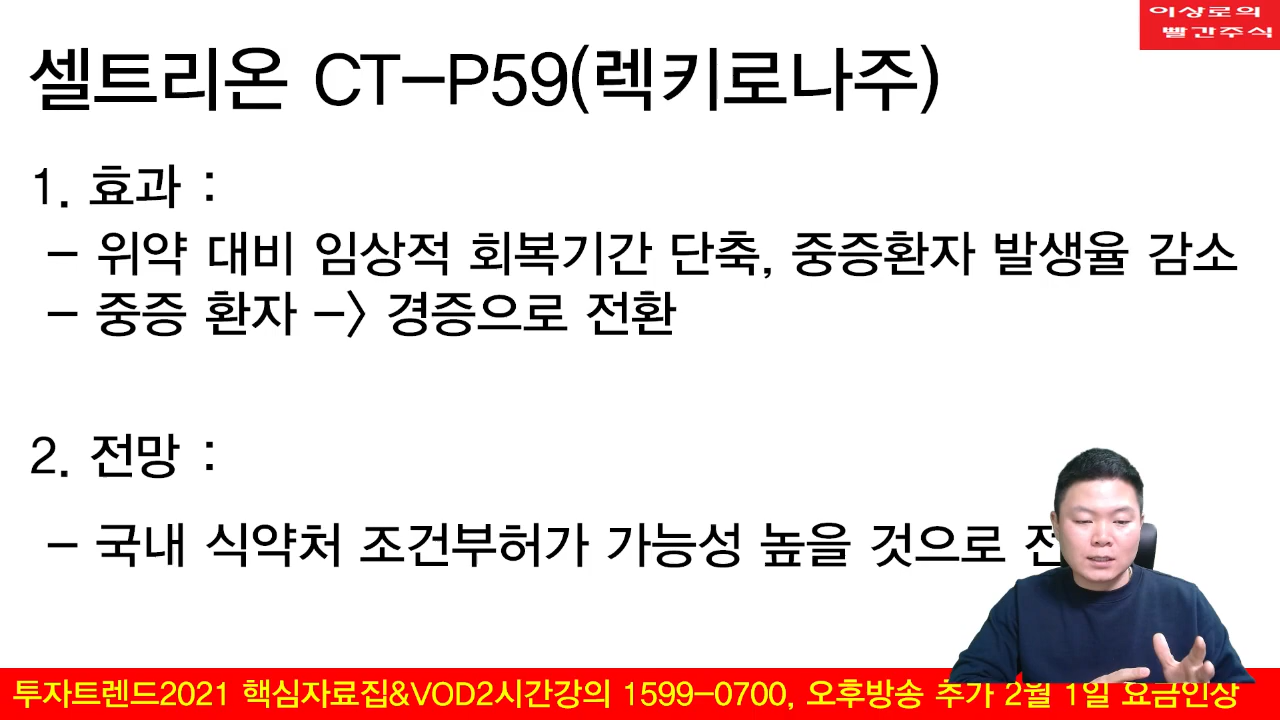 이상로의
빨간주식
셀트리온 CT-P59(렉키로나주)
1. 효과 :
- 위약 대비 임상적 회복기간 단축, 중증환자 발생율 감소
- 중증 환자 -> 경증으로 전환
2. 전망 :
- 국내 식약처 조건부허가 가능성 높을 것으로
투자트렌드2021 핵심자료집&VOD2시간강의 1599-0700, 오후방송 추가 2월 1일 요금인상